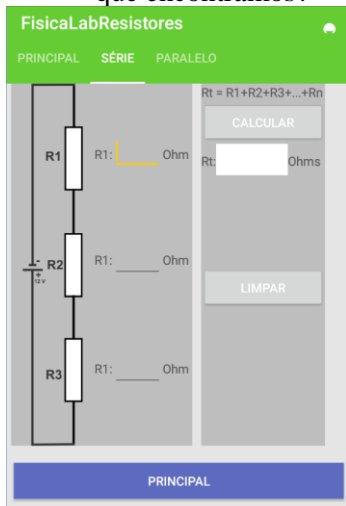 FisicaLabResistores
PRINCIPAL SÉRIE PARALELO
Rt = R1+R2+R3+...+Rn
CALCULAR
R1 R1: Ohm
Rt: Ohms
R2 R1: Ohm
12 V
LIMPAR
R3 R1: Ohm
PRINCIPAL